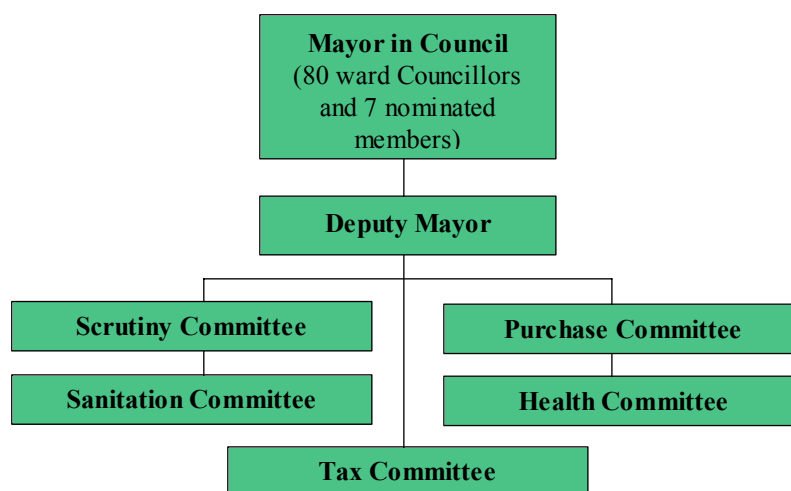 Mayor in Council
(80 ward Councillors
and 7 nominated
members)
Deputy Mayor
Scrutiny Committee
Purchase Committee
Sanitation Committee
Health Committee
Tax Committee